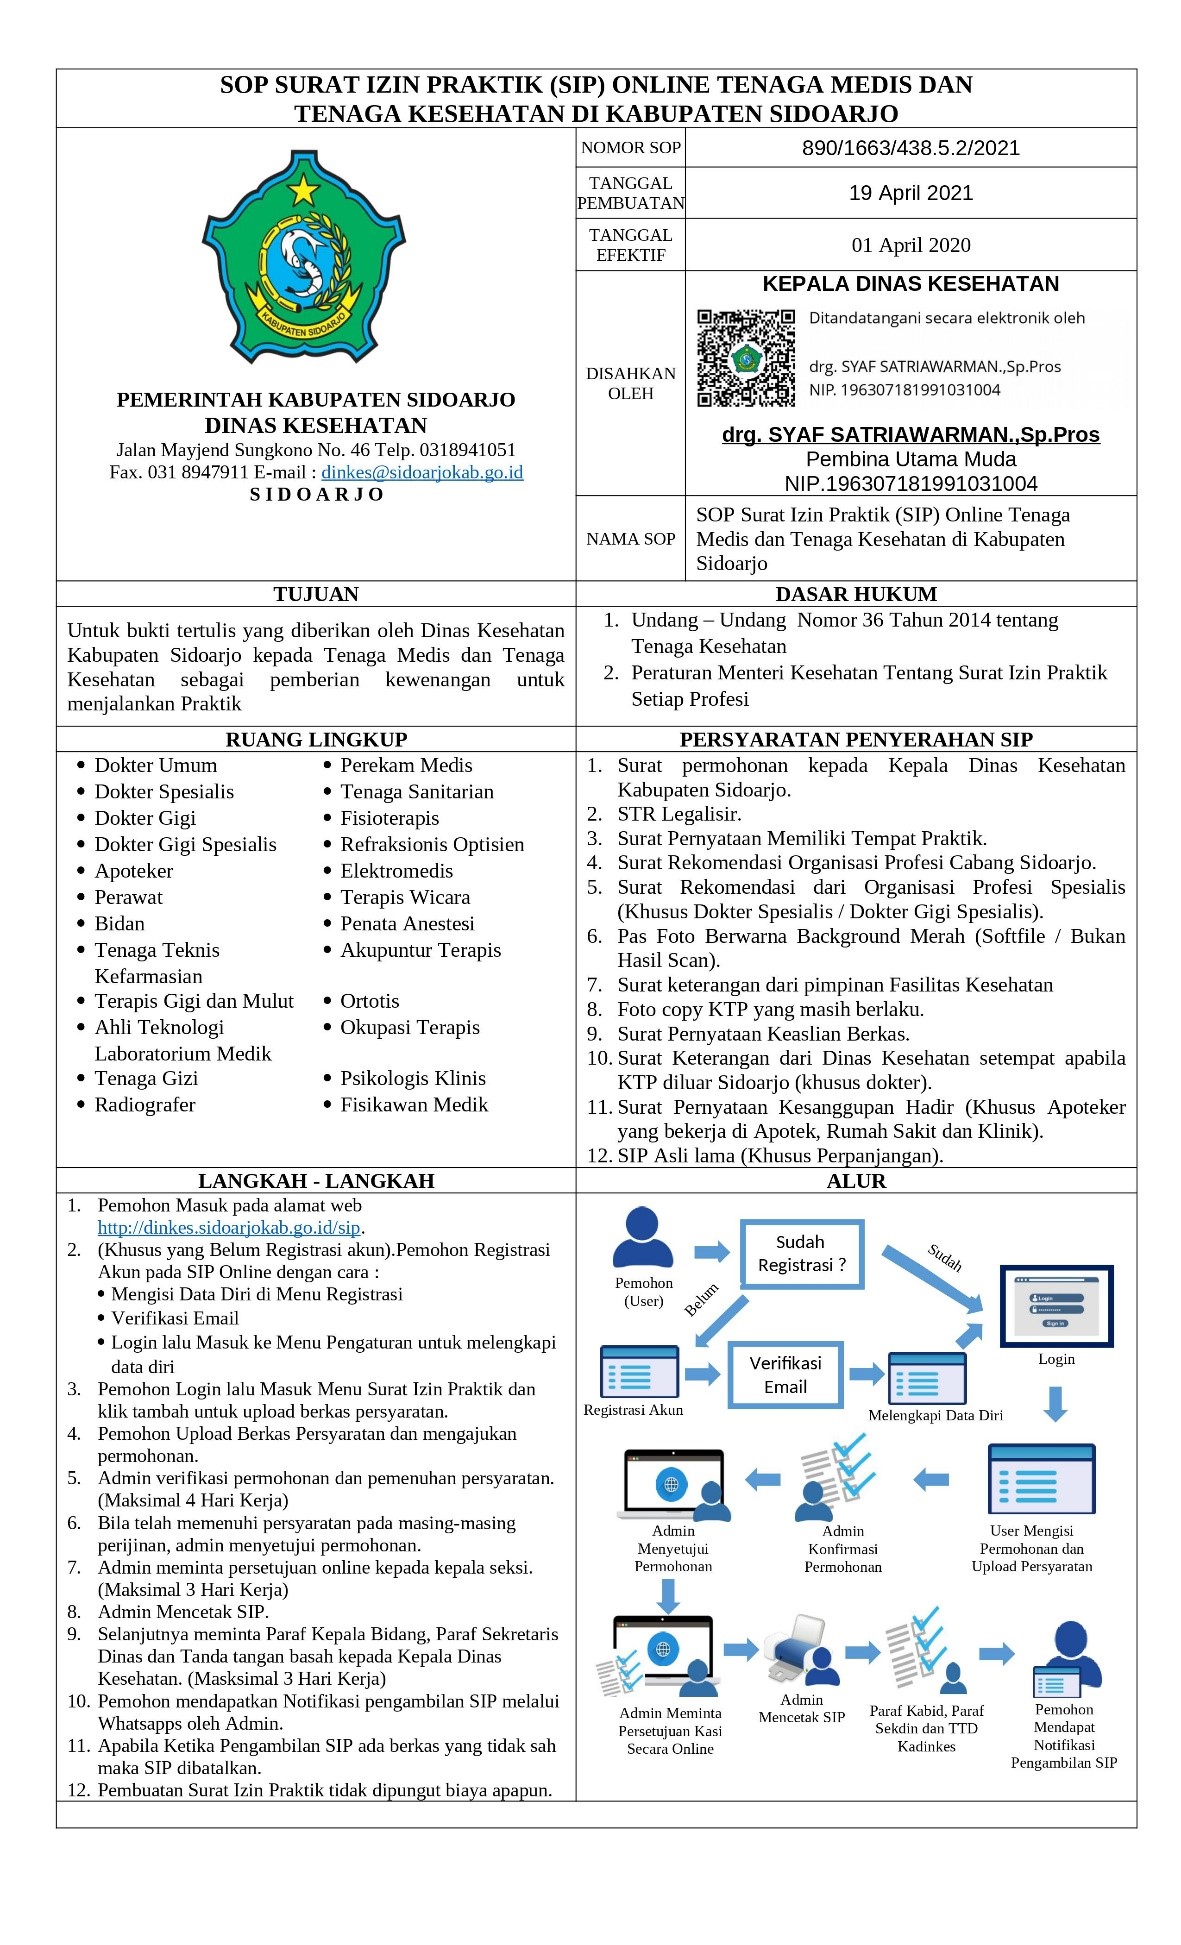 SOP SURAT IZIN PRAKTIK (SIP) ONLINE TENAGA MEDIS DAN
TENAGA KESEHATAN DI KABUPATEN SIDOARJO
KABUPATEN SIDOARJO
PEMERINTAH KABUPATEN SIDOARJO
DINAS KESEHATAN
Jalan Mayjend Sungkono No. 46 Telp. 0318941051
Fax. 031 8947911 E-mail : dinkes@sidoarjokab.go.id
S I D O A R J O
NOMOR SOP
890/1663/438.5.2/2021
TANGGAL
PEMBUATAN
19 April 2021
TANGGAL
EFEKTIF
01 April 2020
DISAHKAN
OLEH
KEPALA DINAS KESEHATAN
Ditandatangani secara elektronik oleh
drg. SYAF SATRIAWARMAN.,Sp.Pros
NIP. 196307181991031004
drg. SYAF SATRIAWARMAN.,Sp.Pros
Pembina Utama Muda
NIP.196307181991031004
NAMA SOP
SOP Surat Izin Praktik (SIP) Online Tenaga
Medis dan Tenaga Kesehatan di Kabupaten
Sidoarjo
TUJUAN
Untuk bukti tertulis yang diberikan oleh Dinas Kesehatan
Kabupaten Sidoarjo kepada Tenaga Medis dan Tenaga
Kesehatan sebagai pemberian kewenangan untuk
menjalankan Praktik
DASAR HUKUM
1. Undang – Undang Nomor 36 Tahun 2014 tentang
Tenaga Kesehatan
2. Peraturan Menteri Kesehatan Tentang Surat Izin Praktik
Setiap Profesi
RUANG LINGKUP
• Dokter Umum
• Dokter Spesialis
• Dokter Gigi
• Dokter Gigi Spesialis
• Apoteker
• Perawat
• Bidan
• Tenaga Teknis
Kefarmasian
• Terapis Gigi dan Mulut
• Ahli Teknologi
Laboratorium Medik
• Tenaga Gizi
• Radiografer
• Perekam Medis
• Tenaga Sanitarian
• Fisioterapis
• Refraksionis Optisien
• Elektromedis
• Terapis Wicara
• Penata Anestesi
• Akupuntur Terapis
• Ortotis
• Okupasi Terapis
• Psikologis Klinis
• Fisikawan Medik
PERSYARATAN PENYERAHAN SIP
1. Surat permohonan kepada Kepala Dinas Kesehatan
Kabupaten Sidoarjo.
2. STR Legalisir.
3. Surat Pernyataan Memiliki Tempat Praktik.
4. Surat Rekomendasi Organisasi Profesi Cabang Sidoarjo.
5. Surat Rekomendasi dari Organisasi Profesi Spesialis
(Khusus Dokter Spesialis / Dokter Gigi Spesialis).
6. Pas Foto Berwarna Background Merah (Softfile / Bukan
Hasil Scan).
7. Surat keterangan dari pimpinan Fasilitas Kesehatan
8. Foto copy KTP yang masih berlaku.
9. Surat Pernyataan Keaslian Berkas.
10. Surat Keterangan dari Dinas Kesehatan setempat apabila
KTP diluar Sidoarjo (khusus dokter).
11. Surat Pernyataan Kesanggupan Hadir (Khusus Apoteker
yang bekerja di Apotek, Rumah Sakit dan Klinik).
12. SIP Asli lama (Khusus Perpanjangan).
LANGKAH - LANGKAH
1. Pemohon Masuk pada alamat web
http://dinkes.sidoarjokab.go.id/sip.
2. (Khusus yang Belum Registrasi akun).Pemohon Registrasi
Akun pada SIP Online dengan cara :
• Mengisi Data Diri di Menu Registrasi
• Verifikasi Email
• Login lalu Masuk ke Menu Pengaturan untuk melengkapi
data diri
3. Pemohon Login lalu Masuk Menu Surat Izin Praktik dan
klik tambah untuk upload berkas persyaratan.
4. Pemohon Upload Berkas Persyaratan dan mengajukan
permohonan.
5. Admin verifikasi permohonan dan pemenuhan persyaratan.
(Maksimal 4 Hari Kerja)
6. Bila telah memenuhi persyaratan pada masing-masing
perijinan, admin menyetujui permohonan.
7. Admin meminta persetujuan online kepada kepala seksi.
(Maksimal 3 Hari Kerja)
8. Admin Mencetak SIP.
9. Selanjutnya meminta Paraf Kepala Bidang, Paraf Sekretaris
Dinas dan Tanda tangan basah kepada Kepala Dinas
Kesehatan. (Masksimal 3 Hari Kerja)
10. Pemohon mendapatkan Notifikasi pengambilan SIP melalui
Whatsapps oleh Admin.
11. Apabila Ketika Pengambilan SIP ada berkas yang tidak sah
maka SIP dibatalkan.
12. Pembuatan Surat Izin Praktik tidak dipungut biaya apapun.
ALUR
Pemohon
(User)
Sudah
Registrasi ?
Sudah
Belum
Login
Sign in
Login
Registrasi Akun
Verifikasi
Email
Melengkapi Data Diri
Admin
Menyetujui
Permohonan
Admin
Konfirmasi
Permohonan
User Mengisi
Permohonan dan
Upload Persyaratan
Admin Meminta
Persetujuan Kasi
Secara Online
Admin
Mencetak SIP
Paraf Kabid, Paraf
Sekdin dan TTD
Kadinkes
Pemohon
Mendapat
Notifikasi
Pengambilan SIP